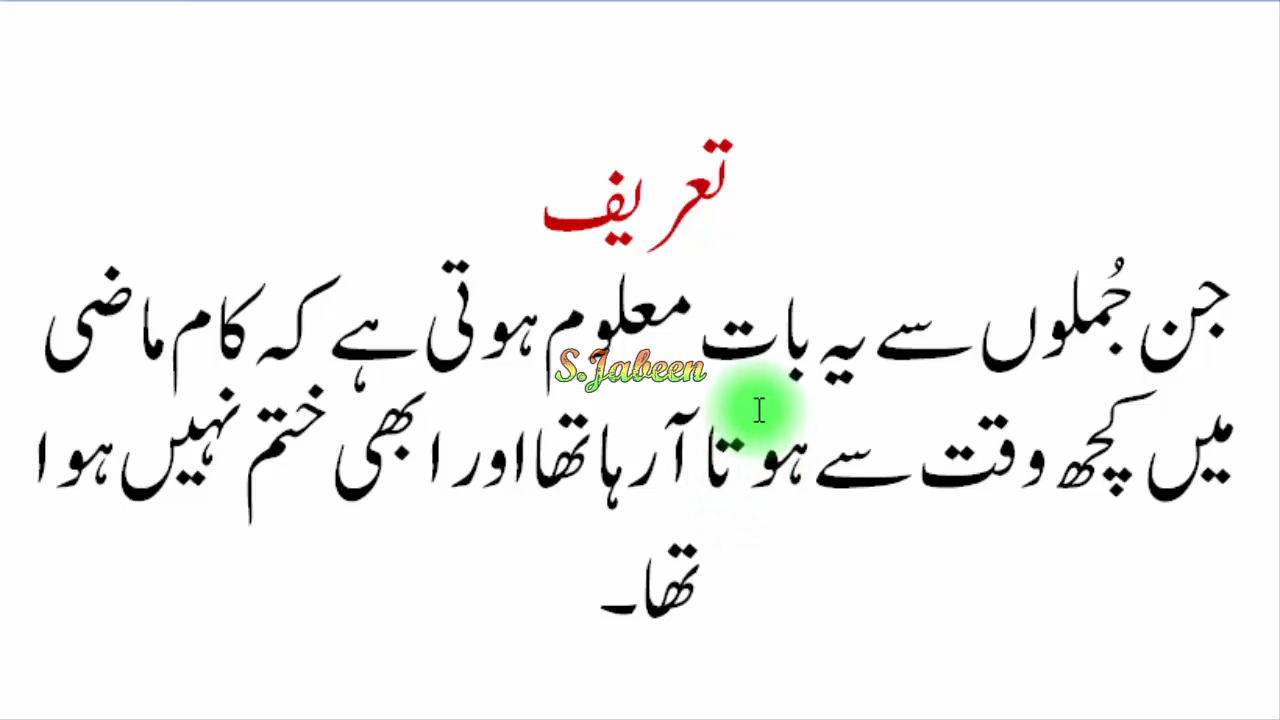 تعریف
جن جُملوں سے یہ بات معلوم ہوتی ہے کہ کام ماضی
S.Jabeen
میں کچھ وقت سے ہوتا آ رہا تھا اور ابھی ختم نہیں ہوا
تھا۔